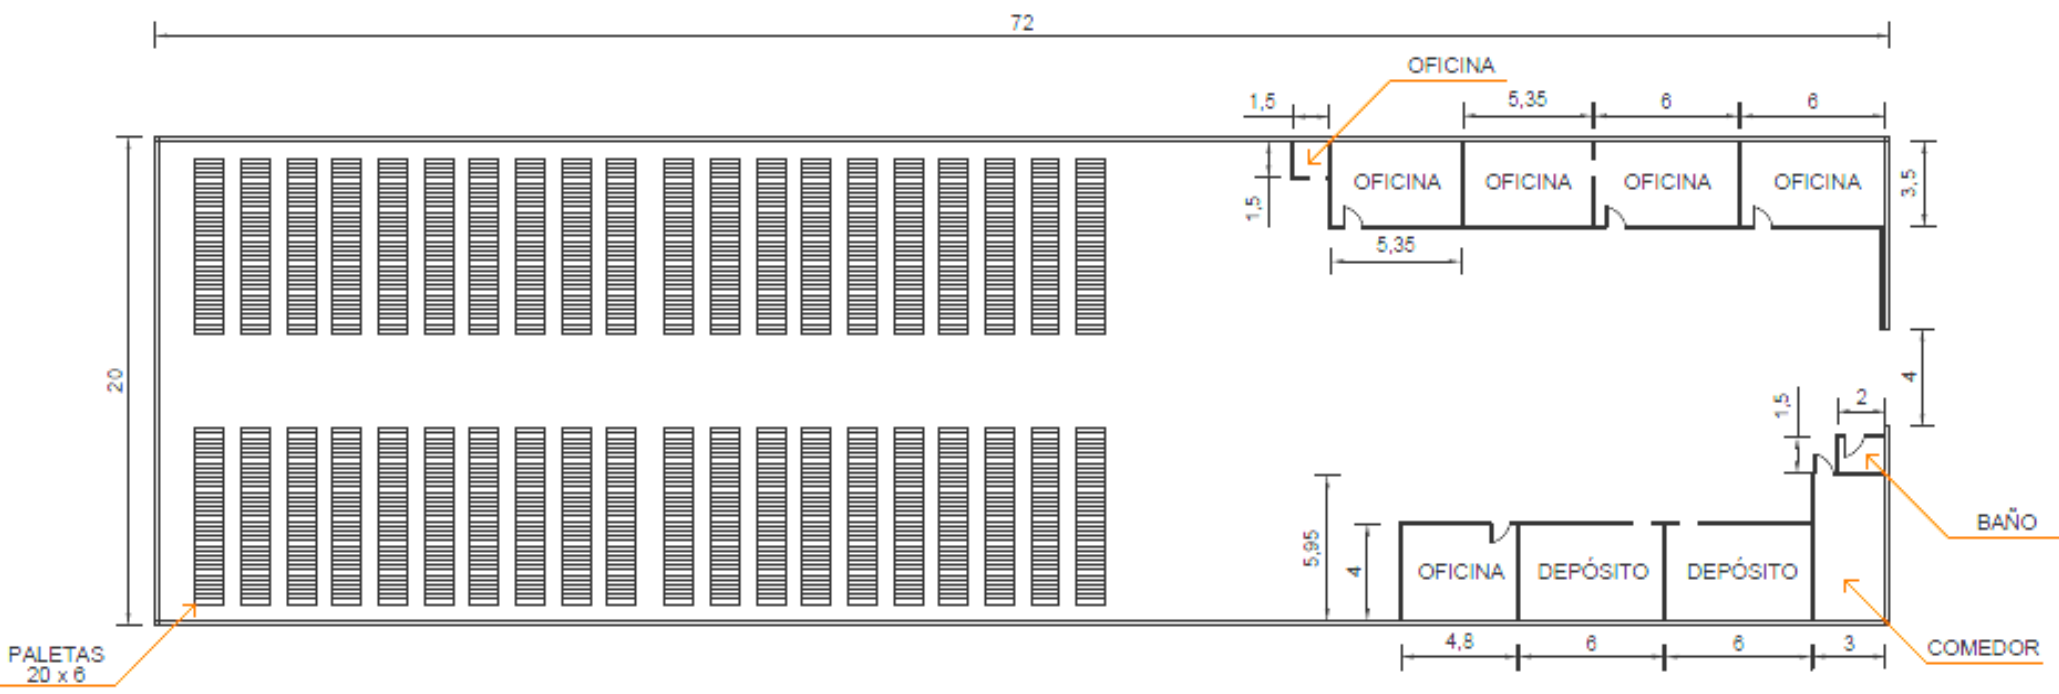 72
OFICINA
1,5
5,35
6
6
OFICINA
OFICINA
OFICINA
OFICINA
3,5
1,5
5,35
20
4
1,5
2
BAÑO
5,95
4
OFICINA
DEPÓSITO
DEPÓSITO
PALETAS
20 x 6
4,8
6
6
3
COMEDOR